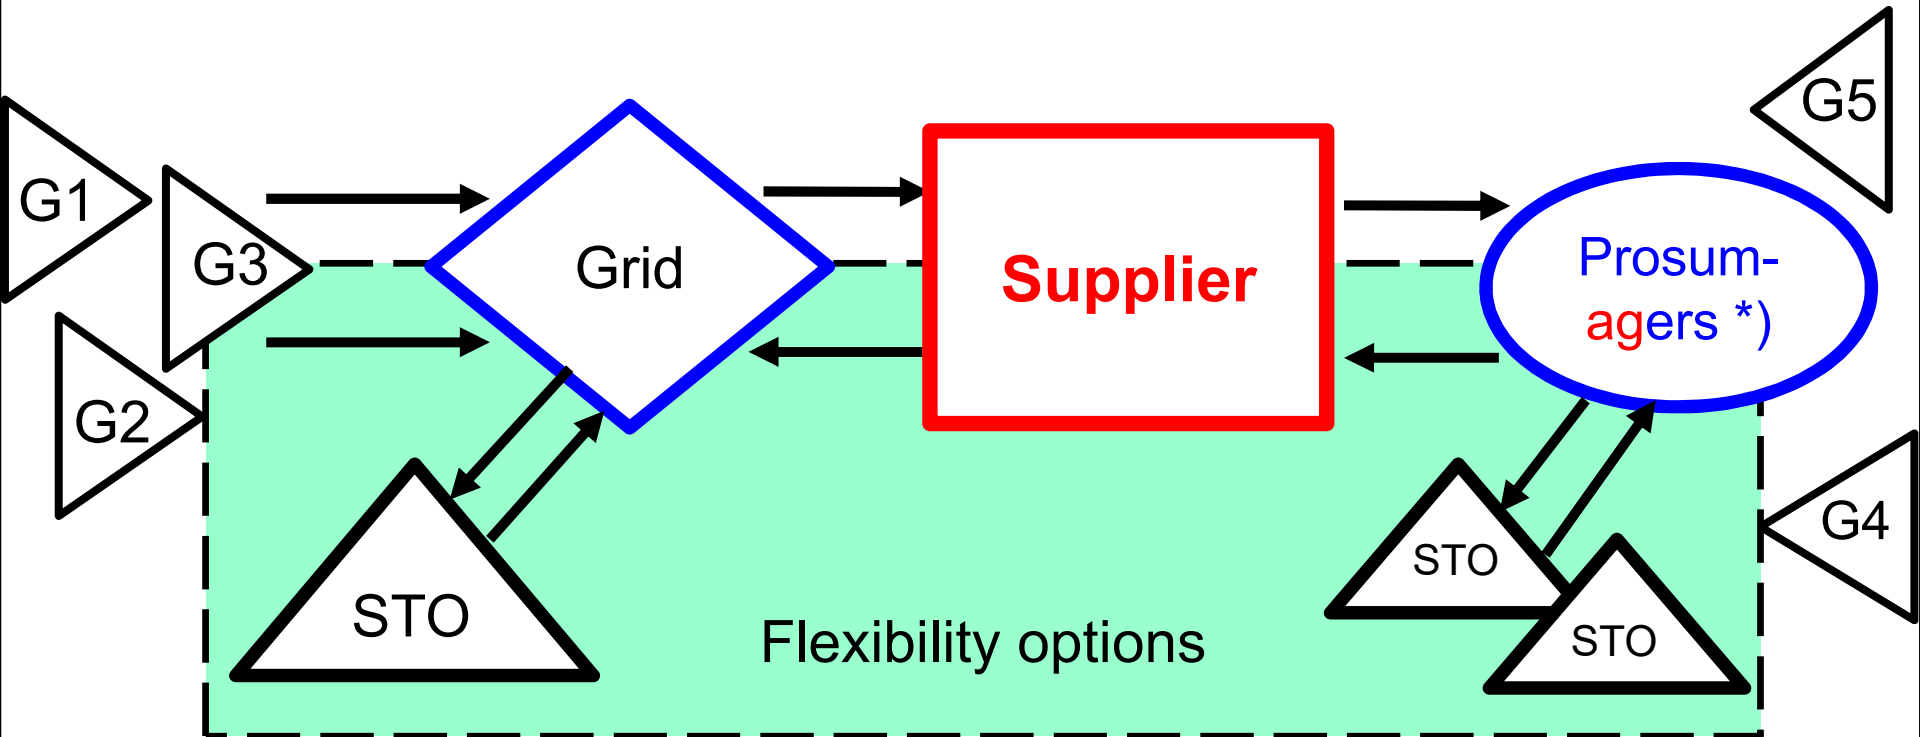 G5
G1
G3
Grid
Supplier
Prosum-
agers *)
G2
G4
STO
STO
STO
Flexibility options